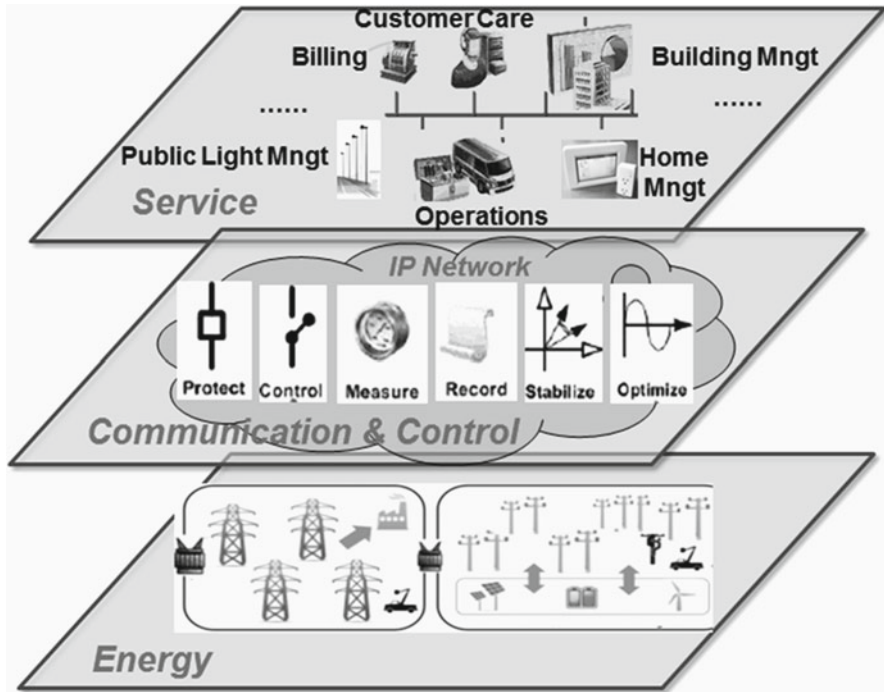 Customer Care
Billing
Building Mngt
......
......
Public Light Mngt
Home
Mngt
Operations
Service
IP Network
Protect
Control
Measure
Record
Stabilize
Optimize
Communication & Control
Energy